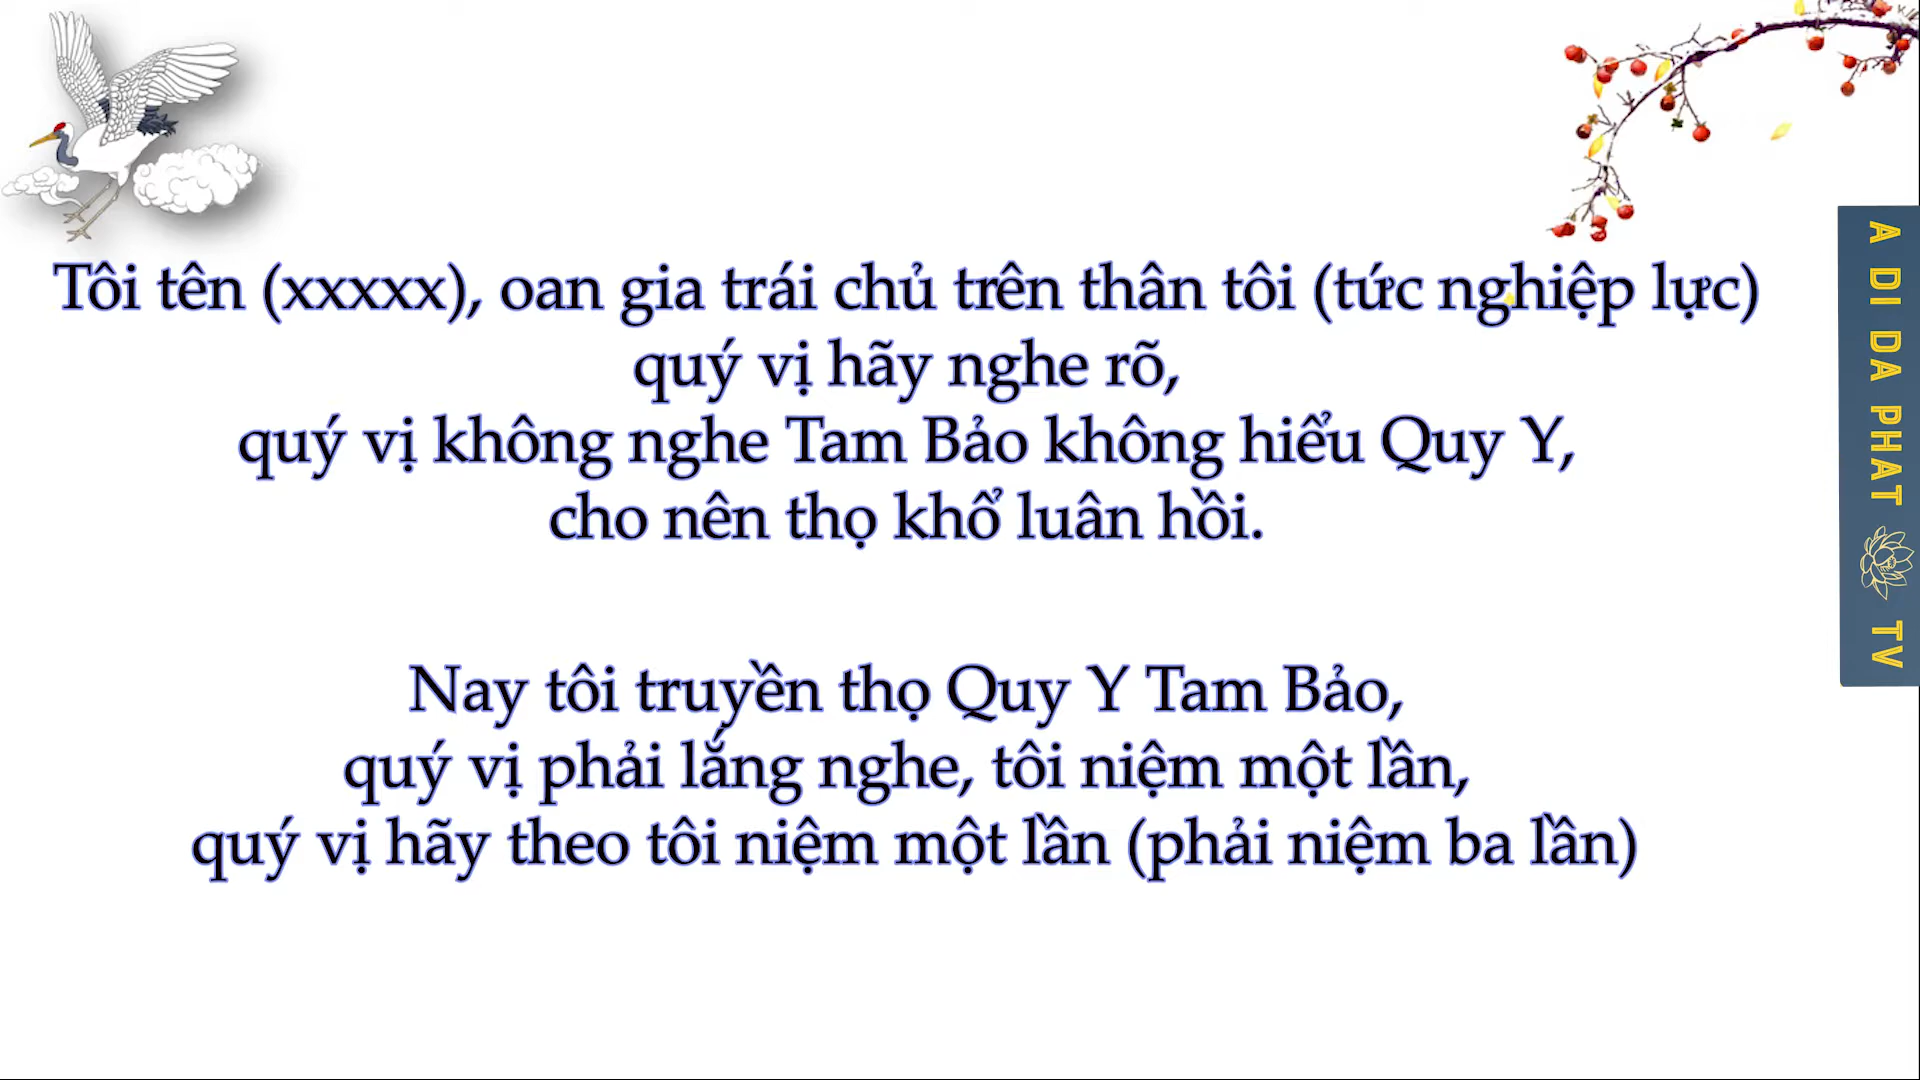 Tôi tên (xxxxx), oan gia trái chủ trên thân tôi (tức nghiệp lực)
quý vị hãy nghe rõ,
quý vị không nghe Tam Bảo không hiểu Quy Y,
cho nên thọ khổ luân hồi.
Nay tôi truyền thọ Quy Y Tam Bảo,
quý vị phải lắng nghe, tôi niệm một lần,
quý vị hãy theo tôi niệm một lần (phải niệm ba lần)
A DI DA PHAT TV